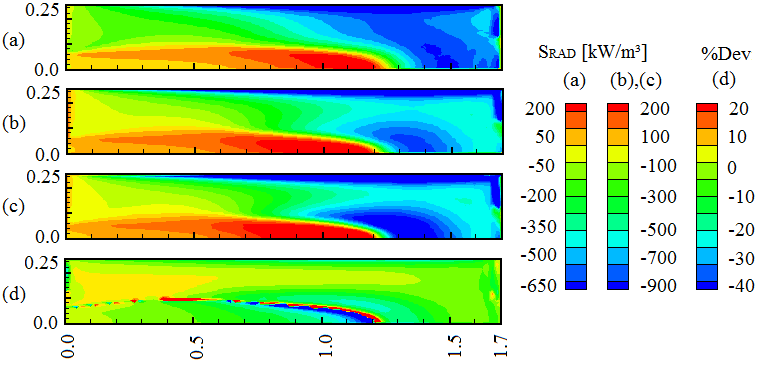 0.25
(a)
0.0
0.25
(b)
0.0
0.25
(c)
0.0
0.25
(d)
0.0
0.0 0.5 1.0 1.5 1.7
SRAD [kW/m³] %Dev
(a) (b),(c) (d)
200 200 20
50 100 10
-50 -100 0
-200 -300 -10
-350 -500 -20
-500 -700 -30
-650 -900 -40